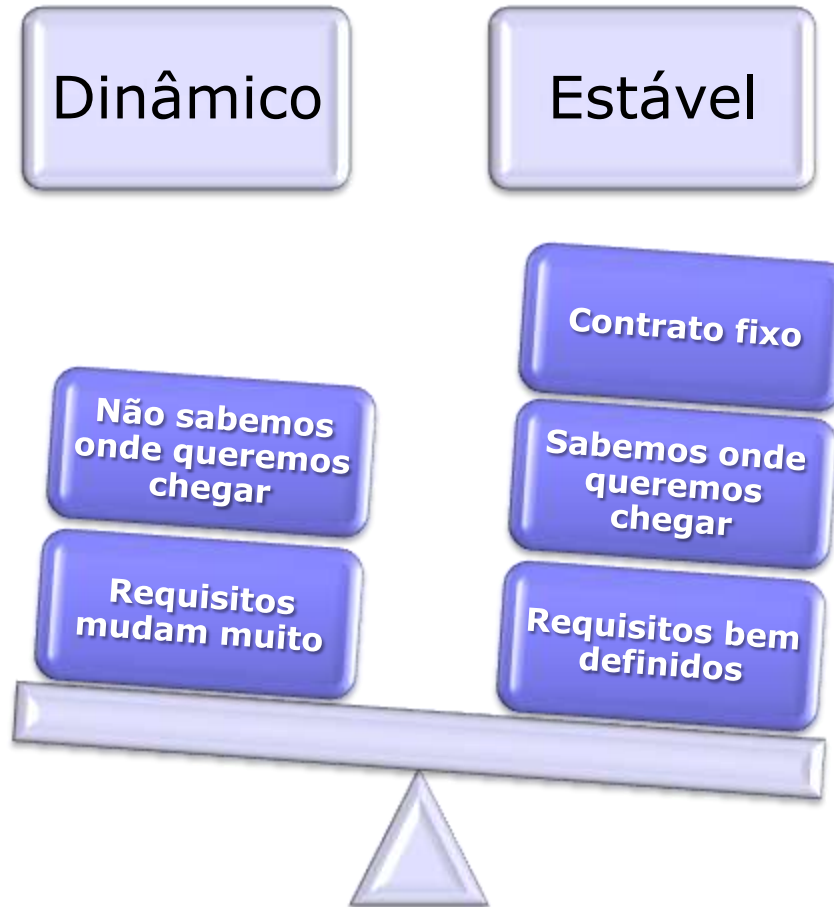 Dinâmico
Estável
Não sabemos
onde queremos
chegar
Requisitos
mudam muito
Contrato fixo
Sabemos onde
queremos
chegar
Requisitos bem
definidos